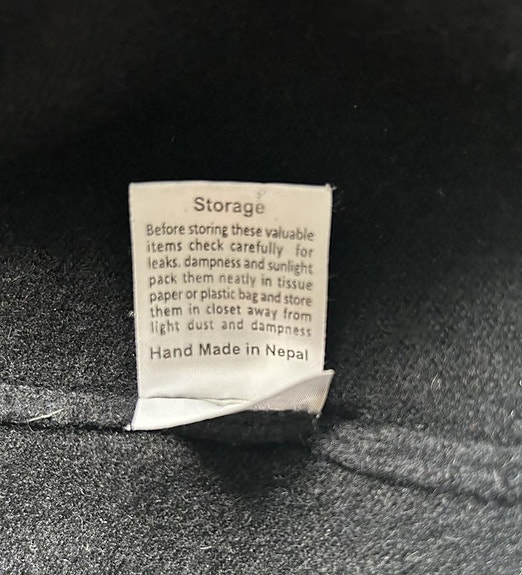 Storage
Before storing these valuable
items check carefully for
leaks. dampness and sunlight
pack them neatly in tissue
paper or plastic bag and store
them in closet away from
light dust and dampness
Hand Made in Nepal